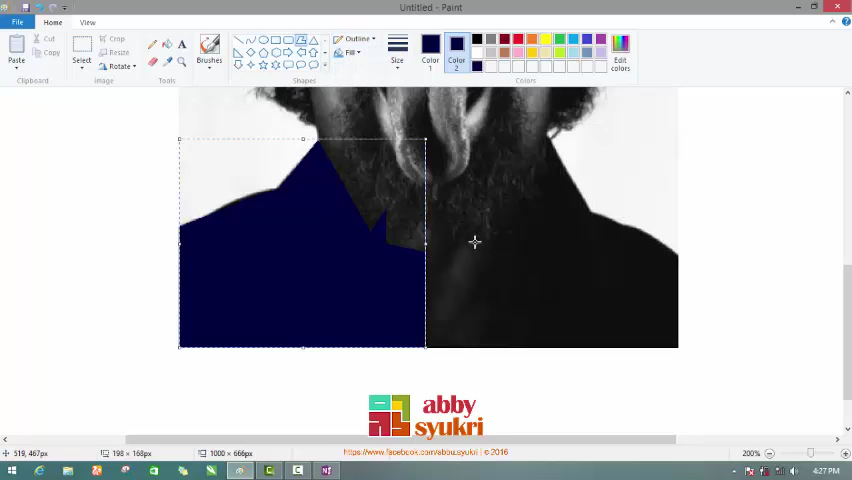 Untitled - Paint
File
Home
View
Paste
Cut
Copy
Clipboard
Select
Crop
Resize
Rotate
Image
Tools
Brushes
Shapes
Outline
Fill
Size
Color 1
Color 2
Colors
Edit colors
abby
syukri
519, 467px
198 × 168px
1000 × 666px
https://www.facebook.com/abbu.syukri | © 2016
200%
4:27 PM